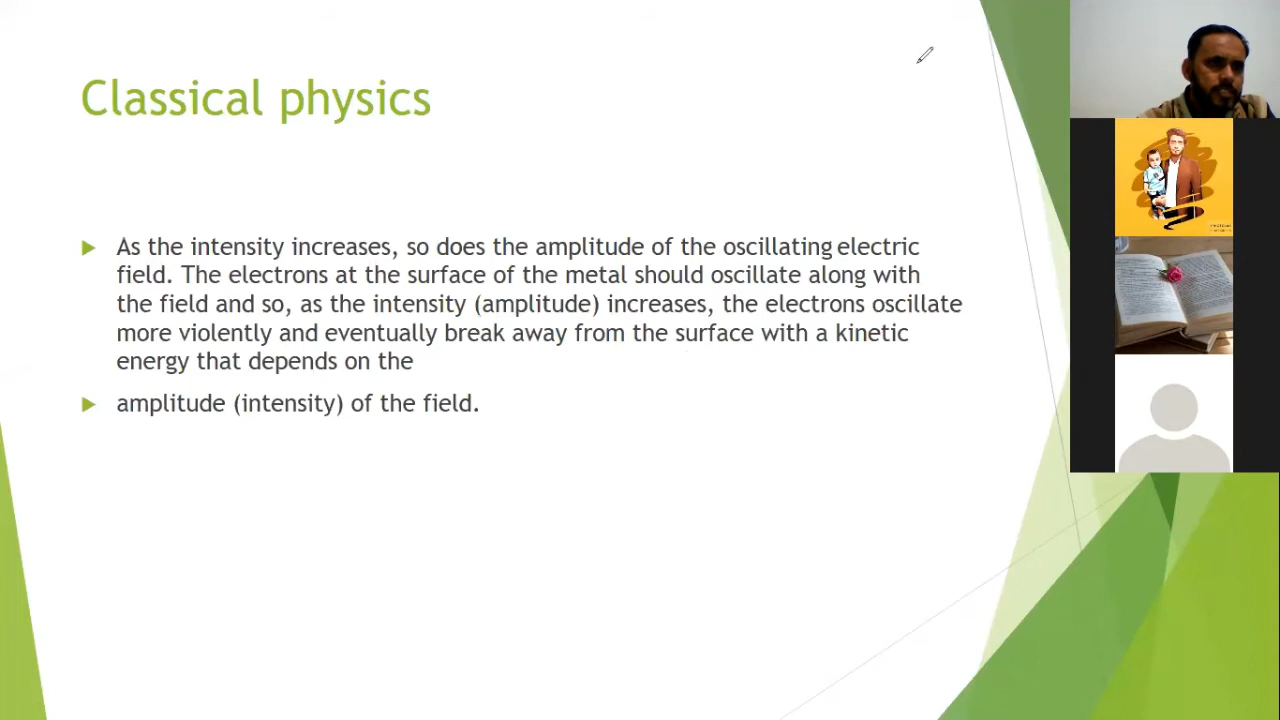 Classical physics
As the intensity increases, so does the amplitude of the oscillating electric
field. The electrons at the surface of the metal should oscillate along with
the field and so, as the intensity (amplitude) increases, the electrons oscillate
more violently and eventually break away from the surface with a kinetic
energy that depends on the
amplitude (intensity) of the field.